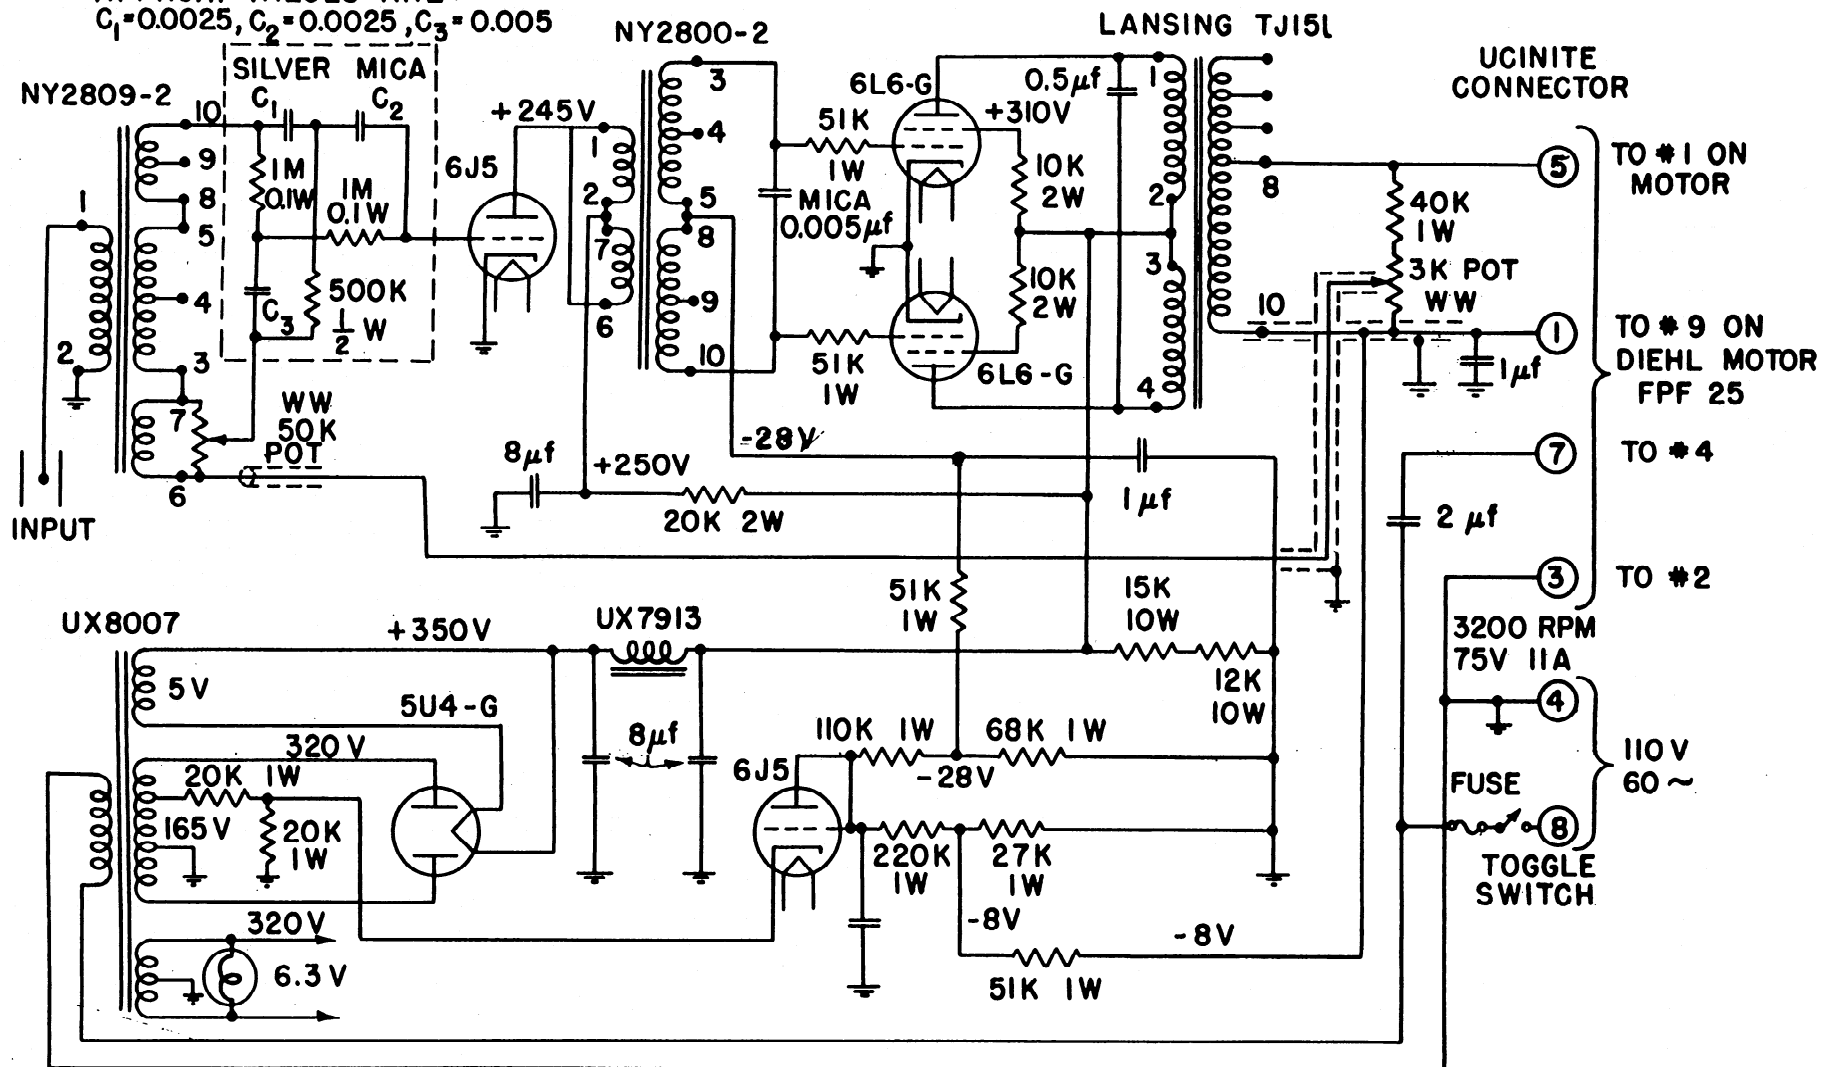 C₁=0.0025, C₂=0.0025, C₃=0.005
NY2809-2
SILVER MICA
C₁
C₂
10
9
8
5
4
3
7
6
1
2
1M
0.1W
1M
0.1W
C₃
500K
1/2 W
WW
50K
POT
INPUT
6J5
+245V
NY2800-2
1
2
7
6
3
4
5
8
9
10
51K
1W
MICA
0.005μf
51K
1W
6L6-G
+310V
10K
2W
10K
2W
6L6-G
0.5μf
LANSING TJ15L
1
2
3
4
8
10
UCINITE
CONNECTOR
5
TO #1 ON
MOTOR
40K
1W
3K POT
WW
1
TO #9 ON
DIEHL MOTOR
FPF 25
1μf
7
TO #4
2 μf
3
TO #2
3200 RPM
75V 11A
4
110V
60 ~
FUSE
8
TOGGLE
SWITCH
-28V
8μf
+250V
20K 2W
1μf
51K
1W
15K
10W
12K
10W
UX8007
+350V
UX7913
5V
5U4-G
320V
20K 1W
165V
20K
1W
320V
6.3V
8μf
6J5
110K 1W
68K 1W
-28V
220K
1W
27K
1W
-8V
-8V
51K 1W